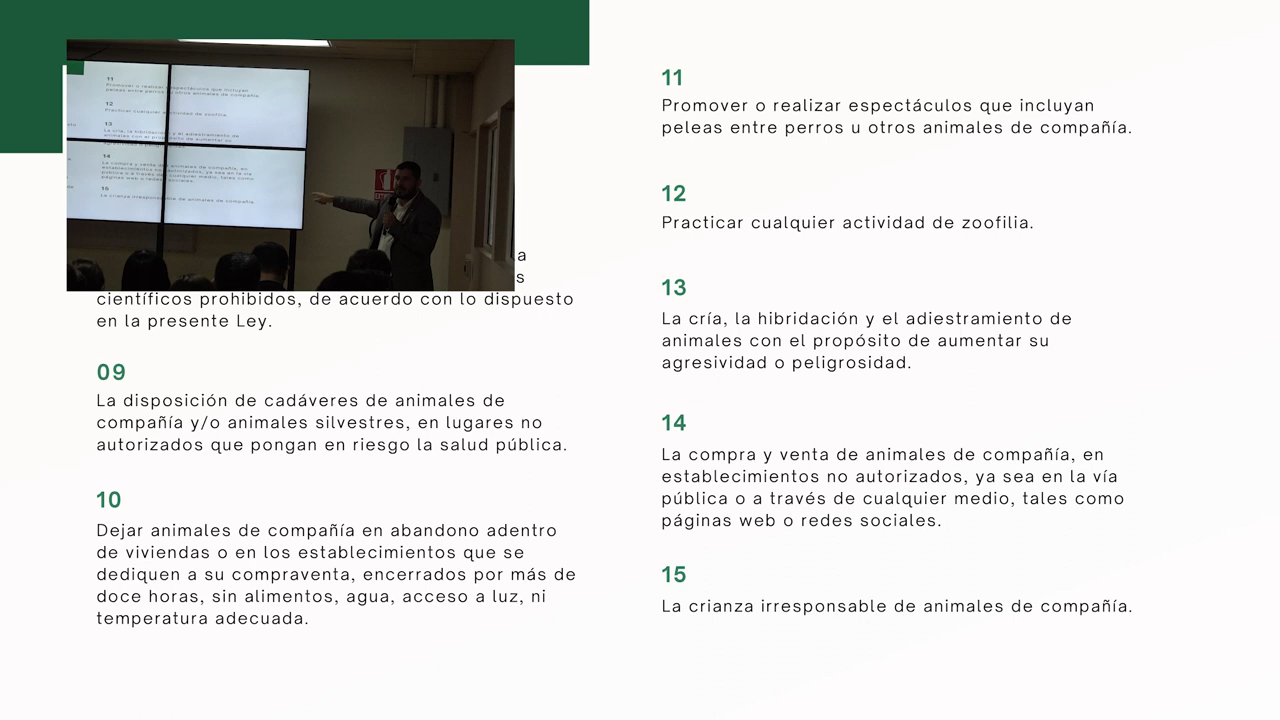 a
s
científicos prohibidos, de acuerdo con lo dispuesto
en la presente Ley.
09
La disposición de cadáveres de animales de
compañía y/o animales silvestres, en lugares no
autorizados que pongan en riesgo la salud pública.
10
Dejar animales de compañía en abandono adentro
de viviendas o en los establecimientos que se
dediquen a su compraventa, encerrados por más de
doce horas, sin alimentos, agua, acceso a luz, ni
temperatura adecuada.
11
Promover o realizar espectáculos que incluyan
peleas entre perros u otros animales de compañía.
12
Practicar cualquier actividad de zoofilia.
13
La cría, la hibridación y el adiestramiento de
animales con el propósito de aumentar su
agresividad o peligrosidad.
14
La compra y venta de animales de compañía, en
establecimientos no autorizados, ya sea en la vía
pública o a través de cualquier medio, tales como
páginas web o redes sociales.
15
La crianza irresponsable de animales de compañía.